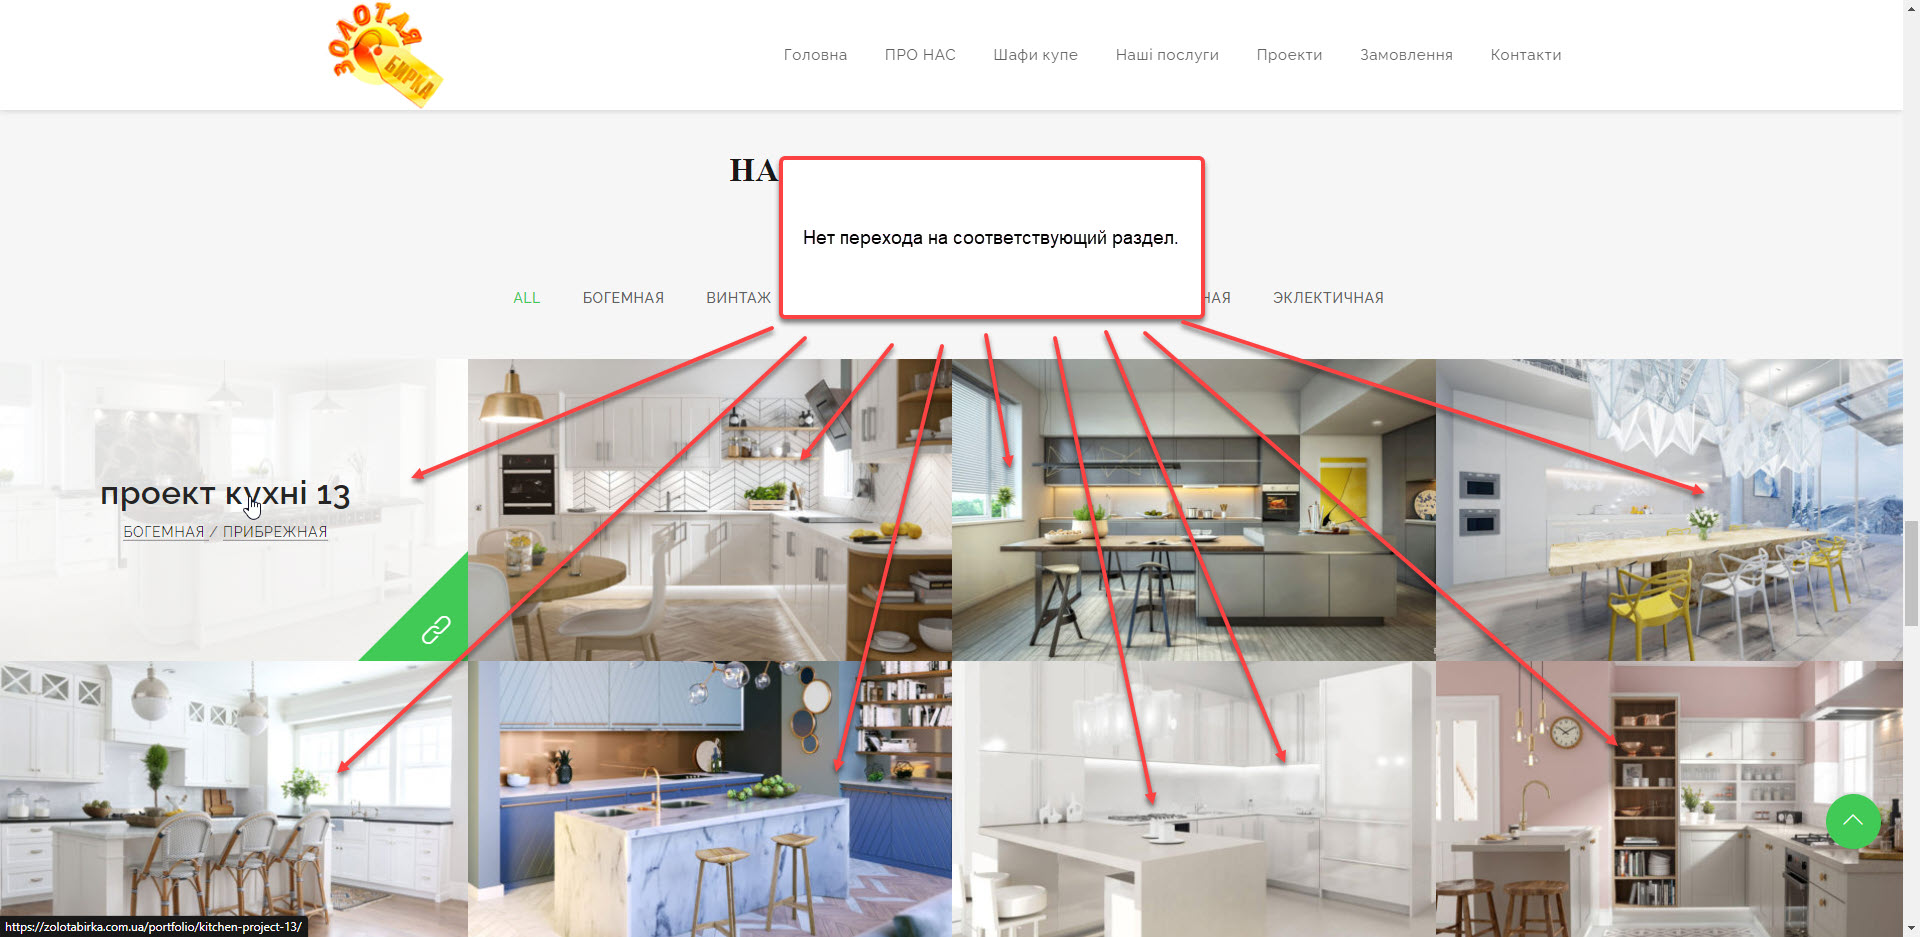 ЗОЛОТАЯ
БИРКА
Головна ПРО НАС Шафи купе Наші послуги Проекти Замовлення Контакти
НА
Нет перехода на соответствующий раздел.
ALL БОГЕМНАЯ ВИНТАЖ НАЯ ЭКЛЕКТИЧНАЯ
проект кухні 13
БОГЕМНАЯ / ПРИБРЕЖНАЯ
https://zolotabirka.com.ua/portfolio/kitchen-project-13/